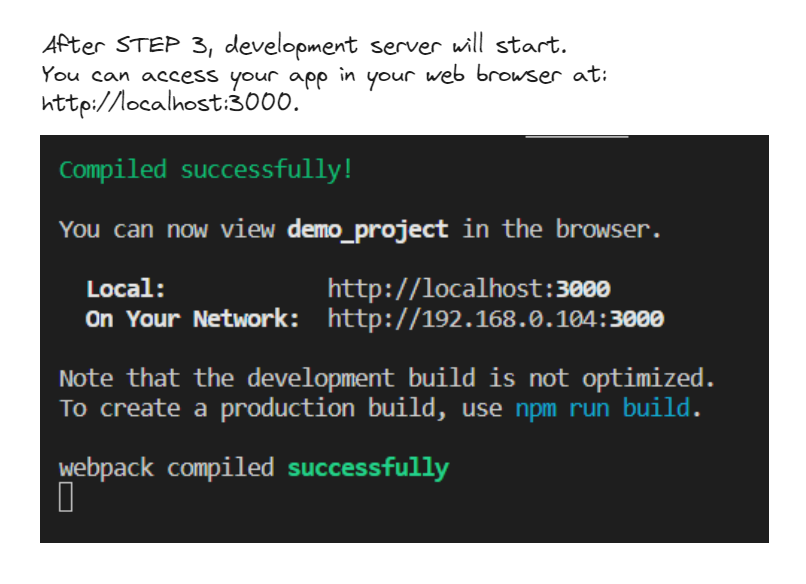 After STEP 3, development server will start.
You can access your app in your web browser at:
http://localhost:3000.
Compiled successfully!
You can now view demo_project in the browser.
Local: http://localhost:3000
On Your Network: http://192.168.0.104:3000
Note that the development build is not optimized.
To create a production build, use npm run build.
webpack compiled successfully